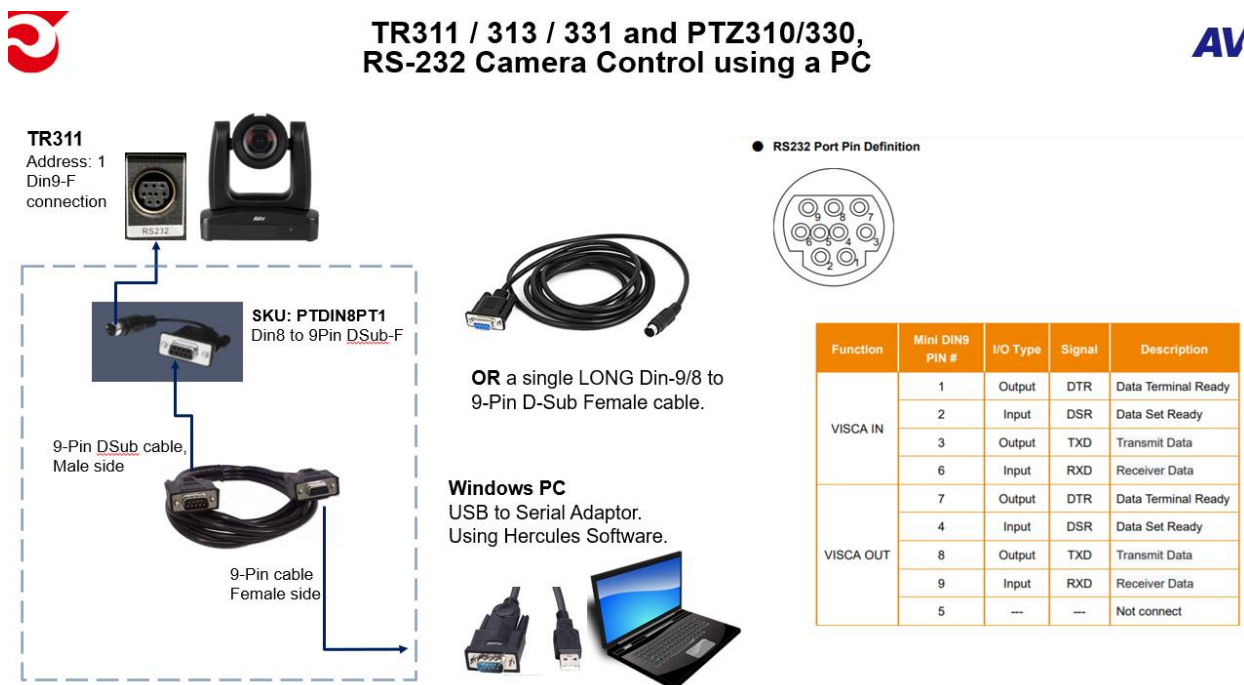 TR311 / 313 / 331 and PTZ310/330,
RS-232 Camera Control using a PC
AV
TR311
Address: 1
Din9-F
connection
RS232
SKU: PTDIN8PT1
Din8 to 9Pin DSub-F
9-Pin DSub cable,
Male side
9-Pin cable
Female side
OR a single LONG Din-9/8 to
9-Pin D-Sub Female cable.
Windows PC
USB to Serial Adaptor.
Using Hercules Software.
● RS232 Port Pin Definition
9 8 7
6 5 4 3
2 1
Function Mini DIN9 PIN # I/O Type Signal Description
VISCA IN
1 Output DTR Data Terminal Ready
2 Input DSR Data Set Ready
3 Output TXD Transmit Data
6 Input RXD Receiver Data
VISCA OUT
7 Output DTR Data Terminal Ready
4 Input DSR Data Set Ready
8 Output TXD Transmit Data
9 Input RXD Receiver Data
5 --- --- Not connect